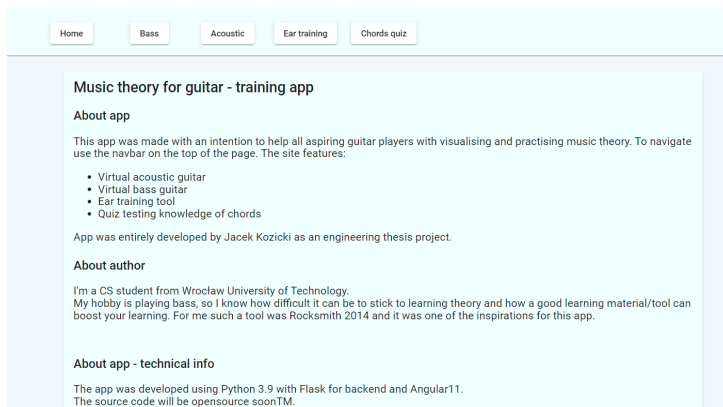 Home Bass Acoustic Ear training Chords quiz
Music theory for guitar - training app
About app
This app was made with an intention to help all aspiring guitar players with visualising and practising music theory. To navigate
use the navbar on the top of the page. The site features:
Virtual acoustic guitar
Virtual bass guitar
Ear training tool
Quiz testing knowledge of chords
App was entirely developed by Jacek Kozicki as an engineering thesis project.
About author
I'm a CS student from Wrocław University of Technology.
My hobby is playing bass, so I know how difficult it can be to stick to learning theory and how a good learning material/tool can
boost your learning. For me such a tool was Rocksmith 2014 and it was one of the inspirations for this app.
About app - technical info
The app was developed using Python 3.9 with Flask for backend and Angular11.
The source code will be opensource soonTM.